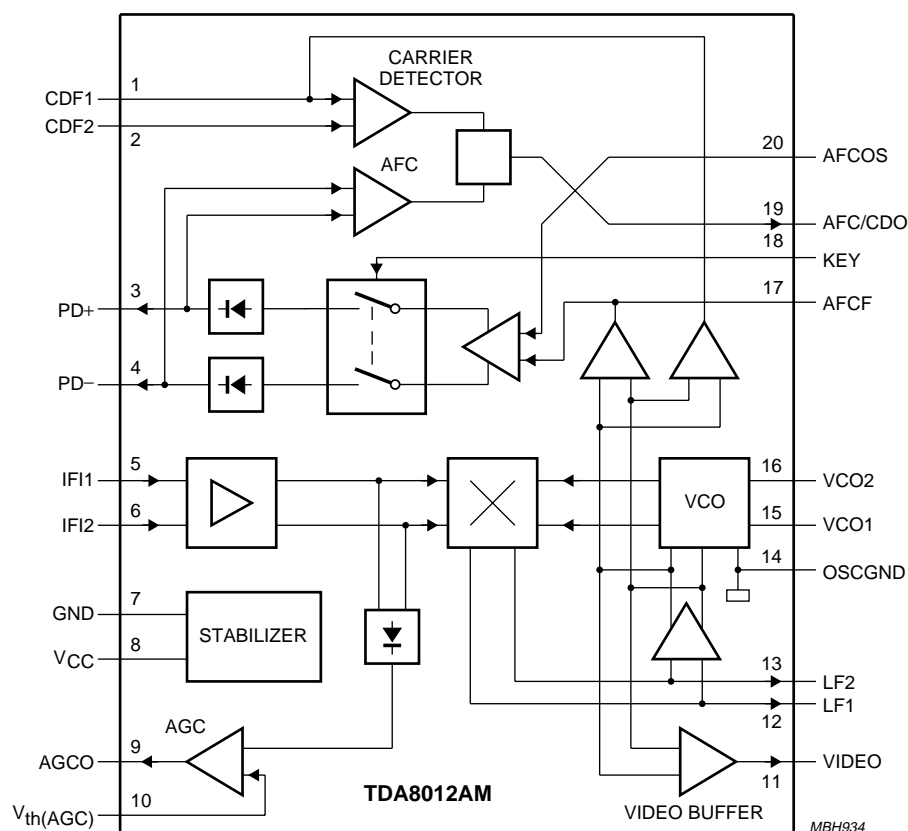 CARRIER
DETECTOR
1
CDF1
CDF2
2
20
AFCOS
AFC
19
AFC/CDO
18
KEY
3
17
AFCF
PD+
4
PD−
5
IFI1
16
VCO2
VCO
6
IFI2
15
VCO1
14
OSCGND
7
GND
STABILIZER
8
VCC
13
LF2
LF1
12
AGC
9
AGCO
VIDEO
11
10
Vth(AGC)
TDA8012AM
VIDEO BUFFER
MBH934